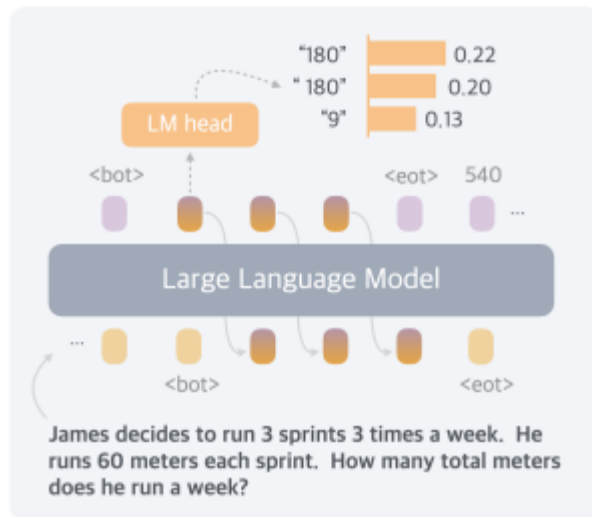 "180" 0.22
" 180" 0.20
"9" 0.13
LM head
<bot> <eot> 540
...
Large Language Model
...
<bot> <eot>
James decides to run 3 sprints 3 times a week. He
runs 60 meters each sprint. How many total meters
does he run a week?